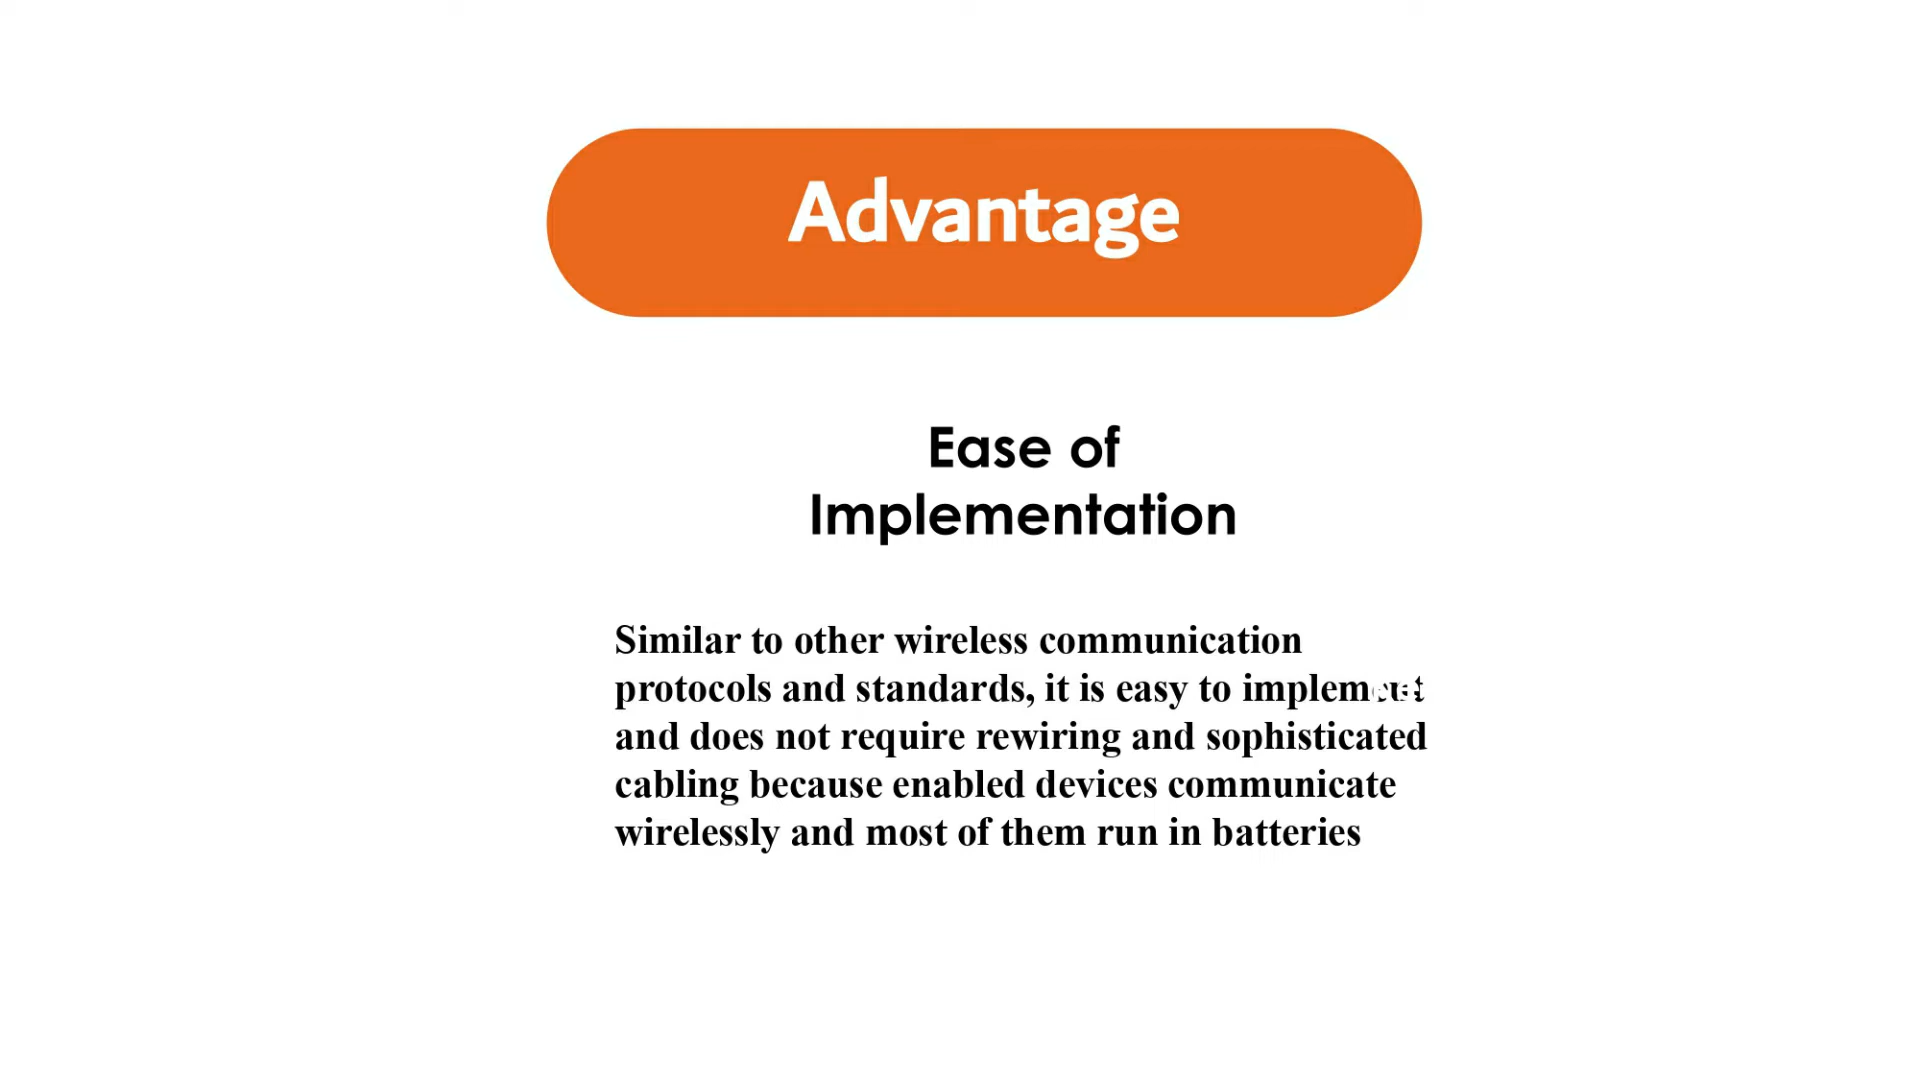 Advantage
Ease of
Implementation
Similar to other wireless communication
protocols and standards, it is easy to implement
and does not require rewiring and sophisticated
cabling because enabled devices communicate
wirelessly and most of them run in batteries